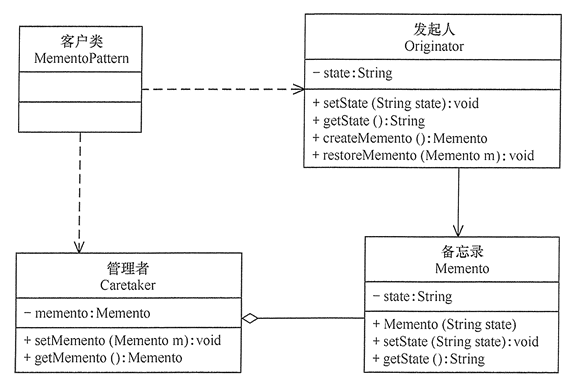 客户类
MementoPattern
发起人
Originator
− state:String
+ setState (String state):void
+ getState ():String
+ createMemento ():Memento
+ restoreMemento (Memento m):void
管理者
Caretaker
− memento:Memento
+ setMemento (Memento m):void
+ getMemento ():Memento
备忘录
Memento
− state:String
+ Memento (String state)
+ setState (String state):void
+ getState ():String